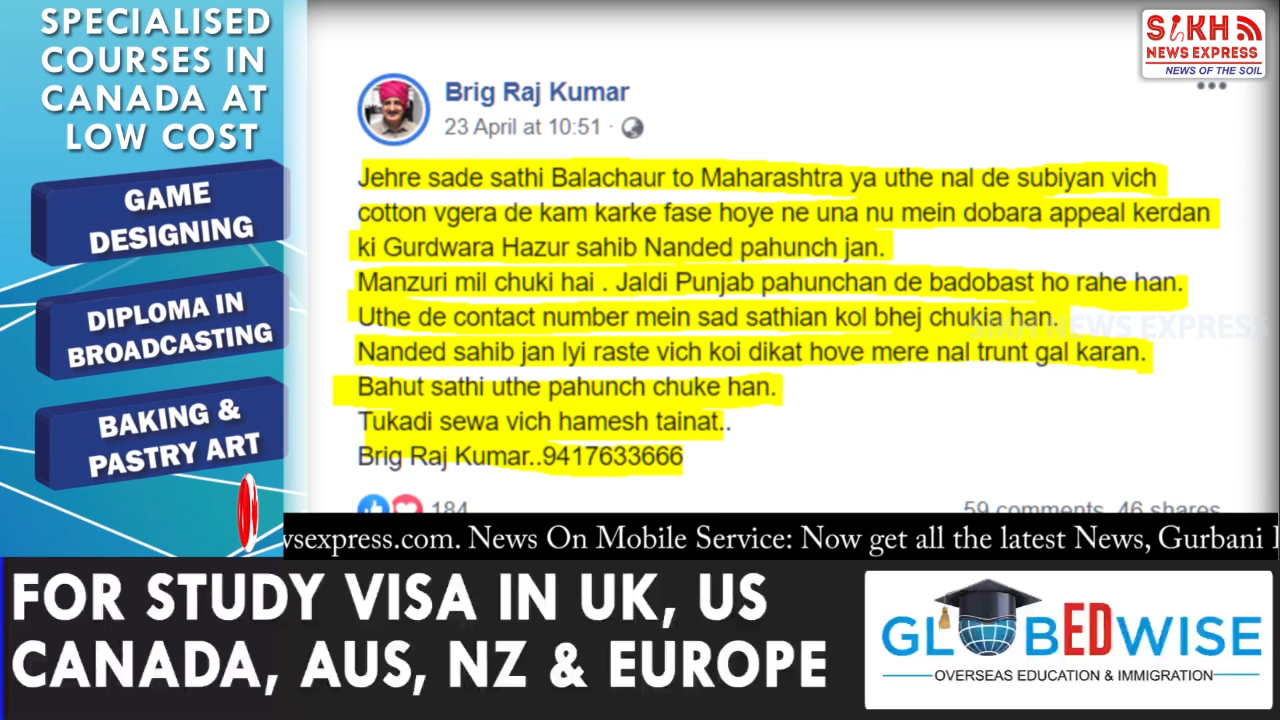 SPECIALISED
COURSES IN
CANADA AT
LOW COST
GAME
DESIGNING
DIPLOMA IN
BROADCASTING
BAKING &
PASTRY ART
SIKH
NEWS EXPRESS
NEWS OF THE SOIL
Brig Raj Kumar
23 April at 10:51 ·
Jehre sade sathi Balachaur to Maharashtra ya uthe nal de subiyan vich
cotton vgera de kam karke fase hoye ne una nu mein dobara appeal kerdan
ki Gurdwara Hazur sahib Nanded pahunch jan.
Manzuri mil chuki hai . Jaldi Punjab pahunchan de badobast ho rahe han.
Uthe de contact number mein sad sathian kol bhej chukia han.
SIKH NEWS EXPRESS
Nanded sahib jan lyi raste vich koi dikat hove mere nal trunt gal karan.
Bahut sathi uthe pahunch chuke han.
Tukadi sewa vich hamesh tainat..
Brig Raj Kumar..9417633666
184
59 comments 46 shares
wsexpress.com. News On Mobile Service: Now get all the latest News, Gurbani
FOR STUDY VISA IN UK, US
CANADA, AUS, NZ & EUROPE
GLOBEDWISE
OVERSEAS EDUCATION & IMMIGRATION